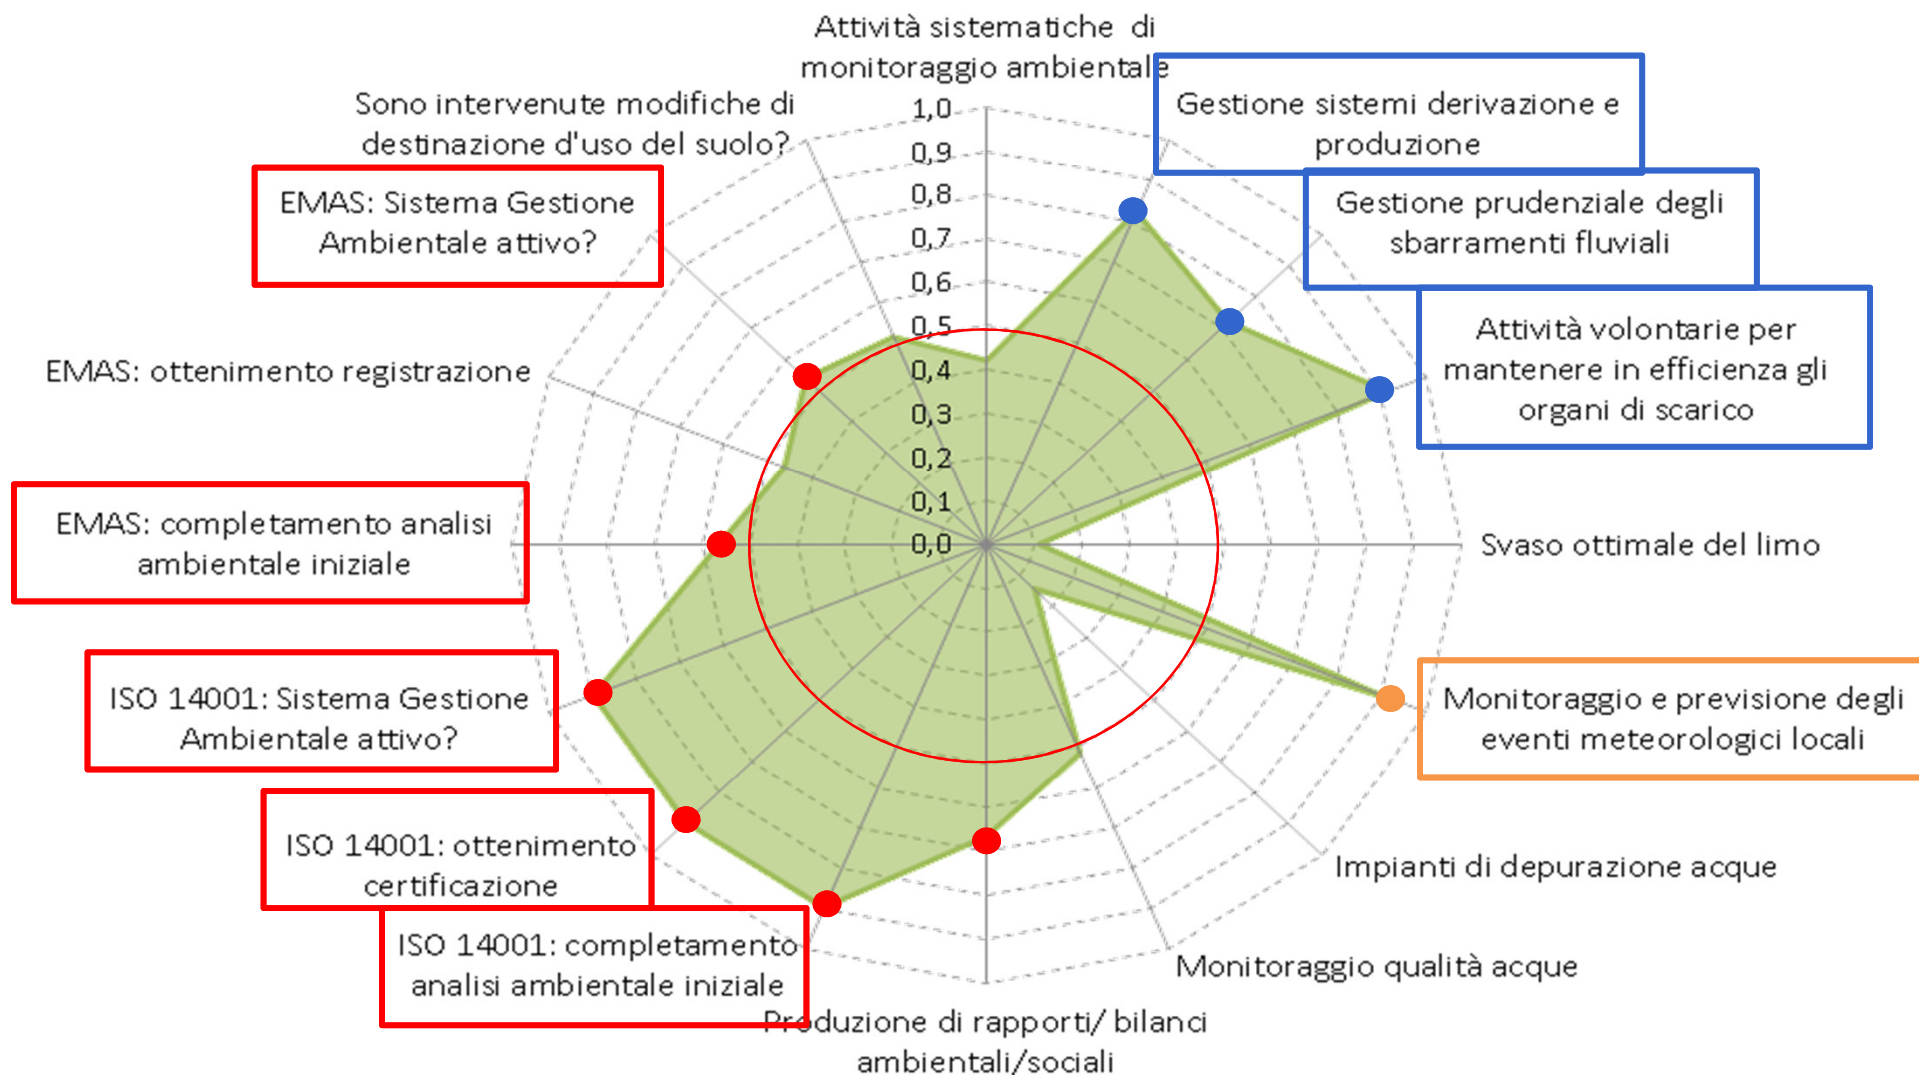 Attività sistematiche di
monitoraggio ambientale
Gestione sistemi derivazione e
produzione
Gestione prudenziale degli
sbarramenti fluviali
Attività volontarie per
mantenere in efficienza gli
organi di scarico
Svaso ottimale del limo
Monitoraggio e previsione degli
eventi meteorologici locali
Impianti di depurazione acque
Monitoraggio qualità acque
Produzione di rapporti/ bilanci
ambientali/sociali
ISO 14001: completamento
analisi ambientale iniziale
ISO 14001: ottenimento
certificazione
ISO 14001: Sistema Gestione
Ambientale attivo?
EMAS: completamento analisi
ambientale iniziale
EMAS: ottenimento registrazione
EMAS: Sistema Gestione
Ambientale attivo?
Sono intervenute modifiche di
destinazione d'uso del suolo?
1,0
0,9
0,8
0,7
0,6
0,5
0,4
0,3
0,2
0,1
0,0